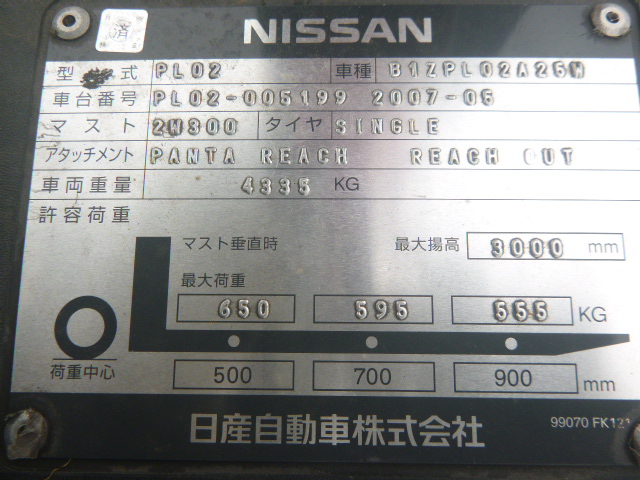 済
NISSAN
型式 PL02 車種 B1ZPL02A25W
車台番号 PL02-005199 2007-05
マスト 2W300 タイヤ SINGLE
アタッチメント PANTA REACH REACH OUT
車両重量 4335 KG
許容荷重
マスト垂直時 最大揚高 3000 mm
最大荷重
650 595 555 KG
荷重中心 500 700 900 mm
日産自動車株式会社 99070 FK121